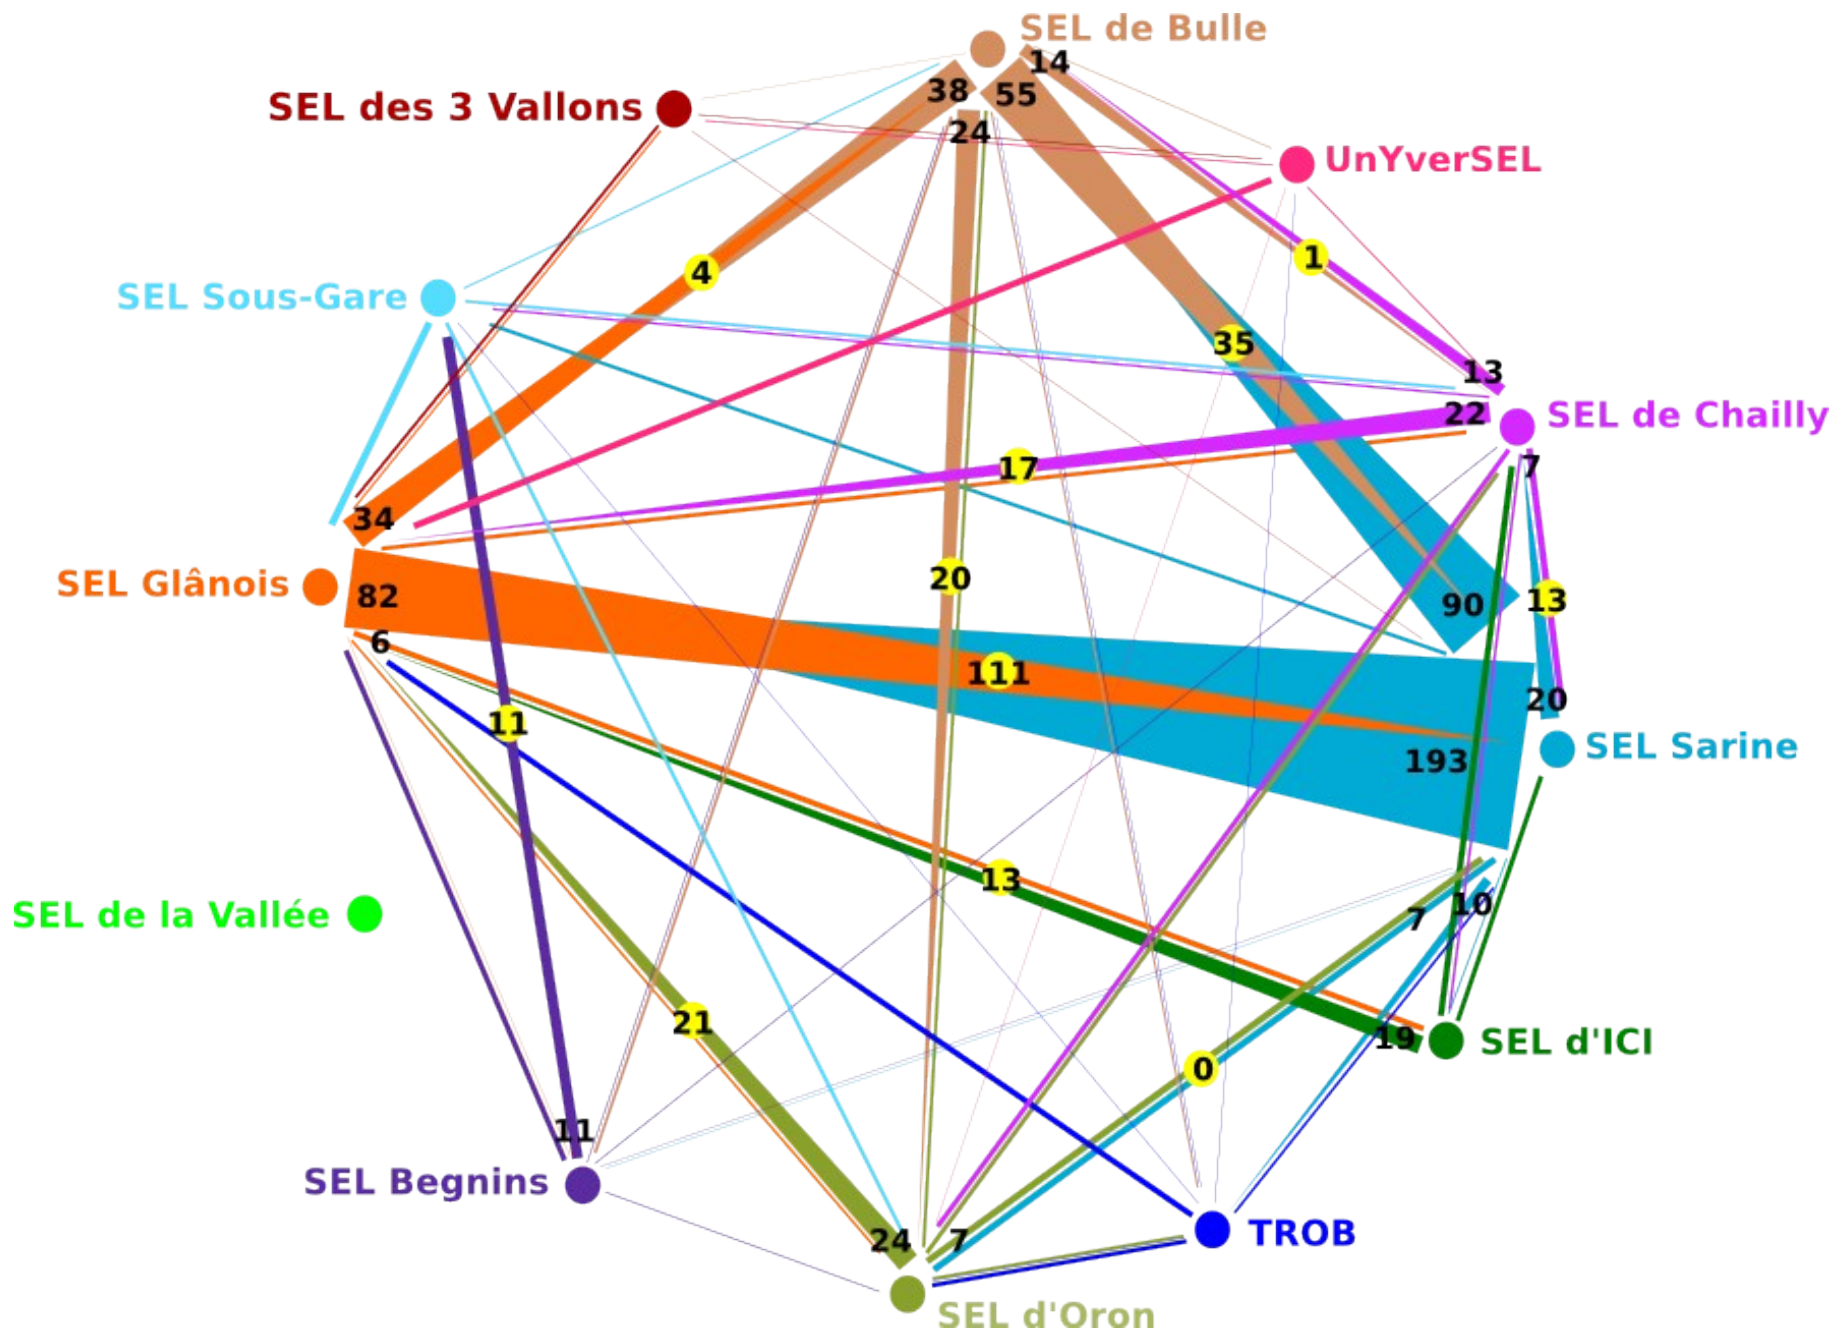 SEL de Bulle
14
38
55
SEL des 3 Vallons
24
UnYverSEL
4
1
SEL Sous-Gare
35
13
22
SEL de Chailly
17
7
34
SEL Glânois
82
20
90
13
6
111
20
11
193
SEL Sarine
13
10
7
SEL de la Vallée
21
19
SEL d'ICI
0
11
SEL Begnins
24
7
TROB
SEL d'Oron